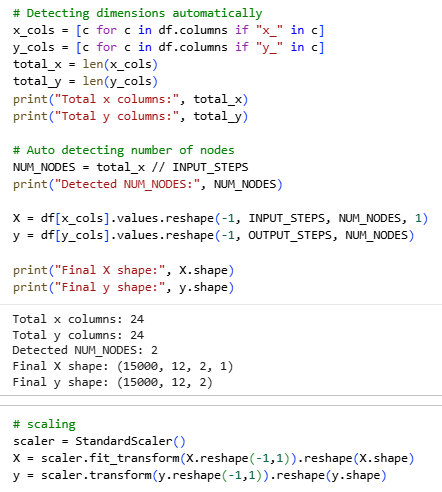 # Detecting dimensions automatically
x_cols = [c for c in df.columns if "x_" in c]
y_cols = [c for c in df.columns if "y_" in c]
total_x = len(x_cols)
total_y = len(y_cols)
print("Total x columns:", total_x)
print("Total y columns:", total_y)
# Auto detecting number of nodes
NUM_NODES = total_x // INPUT_STEPS
print("Detected NUM_NODES:", NUM_NODES)
X = df[x_cols].values.reshape(-1, INPUT_STEPS, NUM_NODES, 1)
y = df[y_cols].values.reshape(-1, OUTPUT_STEPS, NUM_NODES)
print("Final X shape:", X.shape)
print("Final y shape:", y.shape)
Total x columns: 24
Total y columns: 24
Detected NUM_NODES: 2
Final X shape: (15000, 12, 2, 1)
Final y shape: (15000, 12, 2)
# scaling
scaler = StandardScaler()
X = scaler.fit_transform(X.reshape(-1,1)).reshape(X.shape)
y = scaler.transform(y.reshape(-1,1)).reshape(y.shape)